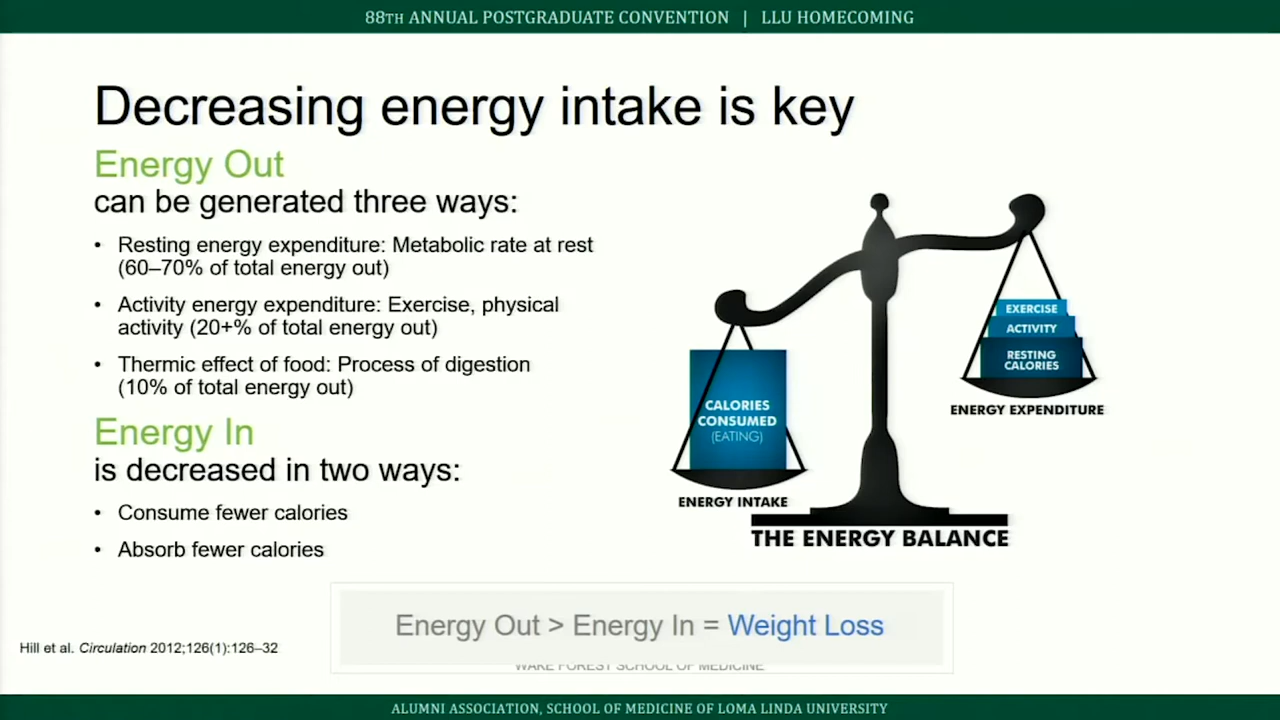 88TH ANNUAL POSTGRADUATE CONVENTION | LLU HOMECOMING
Decreasing energy intake is key
Energy Out
can be generated three ways:
• Resting energy expenditure: Metabolic rate at rest
(60–70% of total energy out)
• Activity energy expenditure: Exercise, physical
activity (20+% of total energy out)
• Thermic effect of food: Process of digestion
(10% of total energy out)
Energy In
is decreased in two ways:
• Consume fewer calories
• Absorb fewer calories
EXERCISE
ACTIVITY
RESTING
CALORIES
ENERGY EXPENDITURE
CALORIES
CONSUMED
(EATING)
ENERGY INTAKE
THE ENERGY BALANCE
Energy Out > Energy In = Weight Loss
Hill et al. Circulation 2012;126(1):126–32
WAKE FOREST SCHOOL OF MEDICINE
ALUMNI ASSOCIATION, SCHOOL OF MEDICINE OF LOMA LINDA UNIVERSITY